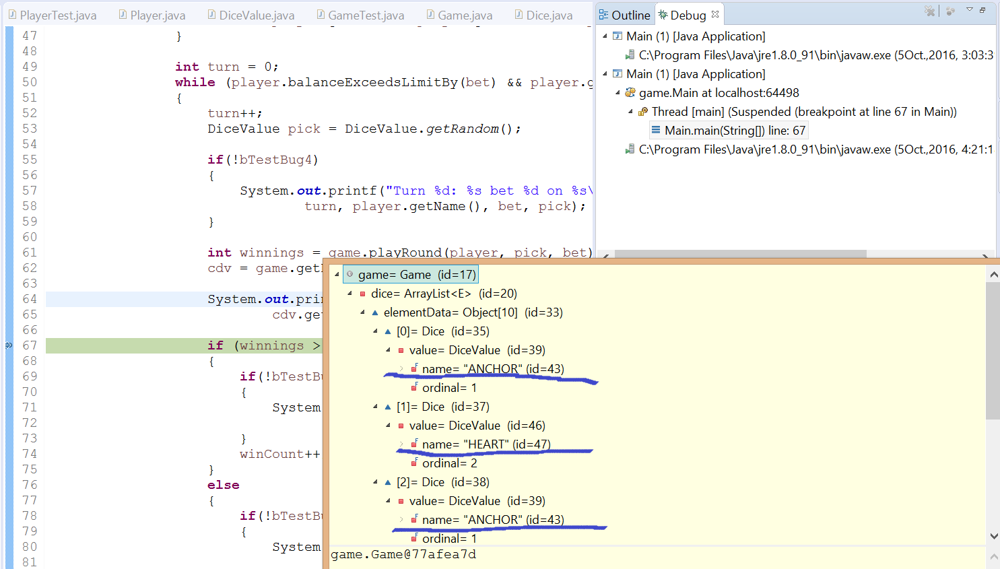 PlayerTest.java Player.java DiceValue.java GameTest.java Game.java Dice.java
47 }
48
49 int turn = 0;
50 while (player.balanceExceedsLimitBy(bet) && player.g
51 {
52 turn++;
53 DiceValue pick = DiceValue.getRandom();
54
55 if(!bTestBug4)
56 {
57 System.out.printf("Turn %d: %s bet %d on %s\
58 turn, player.getName(), bet, pick);
59 }
60
61 int winnings = game.playRound(player, pick, bet)
62 cdv = game.get
63
64 System.out.prin
65 cdv.ge
66
67 if (winnings >
68 {
69 if(!bTestBu
70 {
71 System
72
73 }
74 winCount++
75 }
76 else
77 {
78 if(!bTestBu
79 {
80 System
81
Outline Debug
Main (1) [Java Application]
C:\Program Files\Java\jre1.8.0_91\bin\javaw.exe (5Oct.,2016, 3:03:3
Main (1) [Java Application]
game.Main at localhost:64498
Thread [main] (Suspended (breakpoint at line 67 in Main))
Main.main(String[]) line: 67
C:\Program Files\Java\jre1.8.0_91\bin\javaw.exe (5Oct.,2016, 4:21:1
game= Game (id=17)
dice= ArrayList<E> (id=20)
elementData= Object[10] (id=33)
[0]= Dice (id=35)
value= DiceValue (id=39)
name= "ANCHOR" (id=43)
ordinal= 1
[1]= Dice (id=37)
value= DiceValue (id=46)
name= "HEART" (id=47)
ordinal= 2
[2]= Dice (id=38)
value= DiceValue (id=39)
name= "ANCHOR" (id=43)
ordinal= 1
game.Game@77afea7d